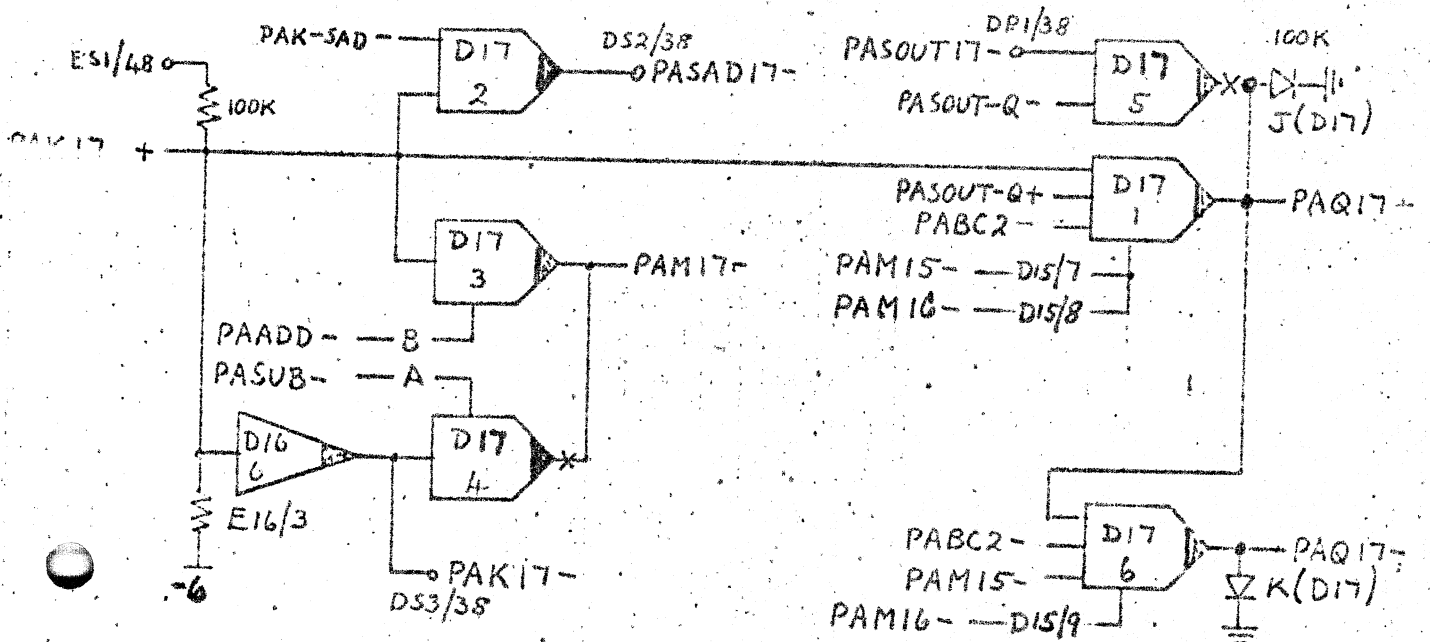 PAK-SAD-
D17
2
DS2/38
PASAD17-
ES1/48
100K
+
D17
3
PAM17-
PAADD- B
PASUB- A
D16
6
D17
4
E16/3
-6
PAK17-
DS3/38
DP1/38
PASOUT17-
PASOUT-Q-
D17
5
100K
J(D17)
PASOUT-Q+
PABC2-
D17
1
PAQ17-
PAM15- D15/7
PAM16- D15/8
PABC2-
PAM15-
D17
6
PAQ17-
K(D17)
PAM16- D15/9